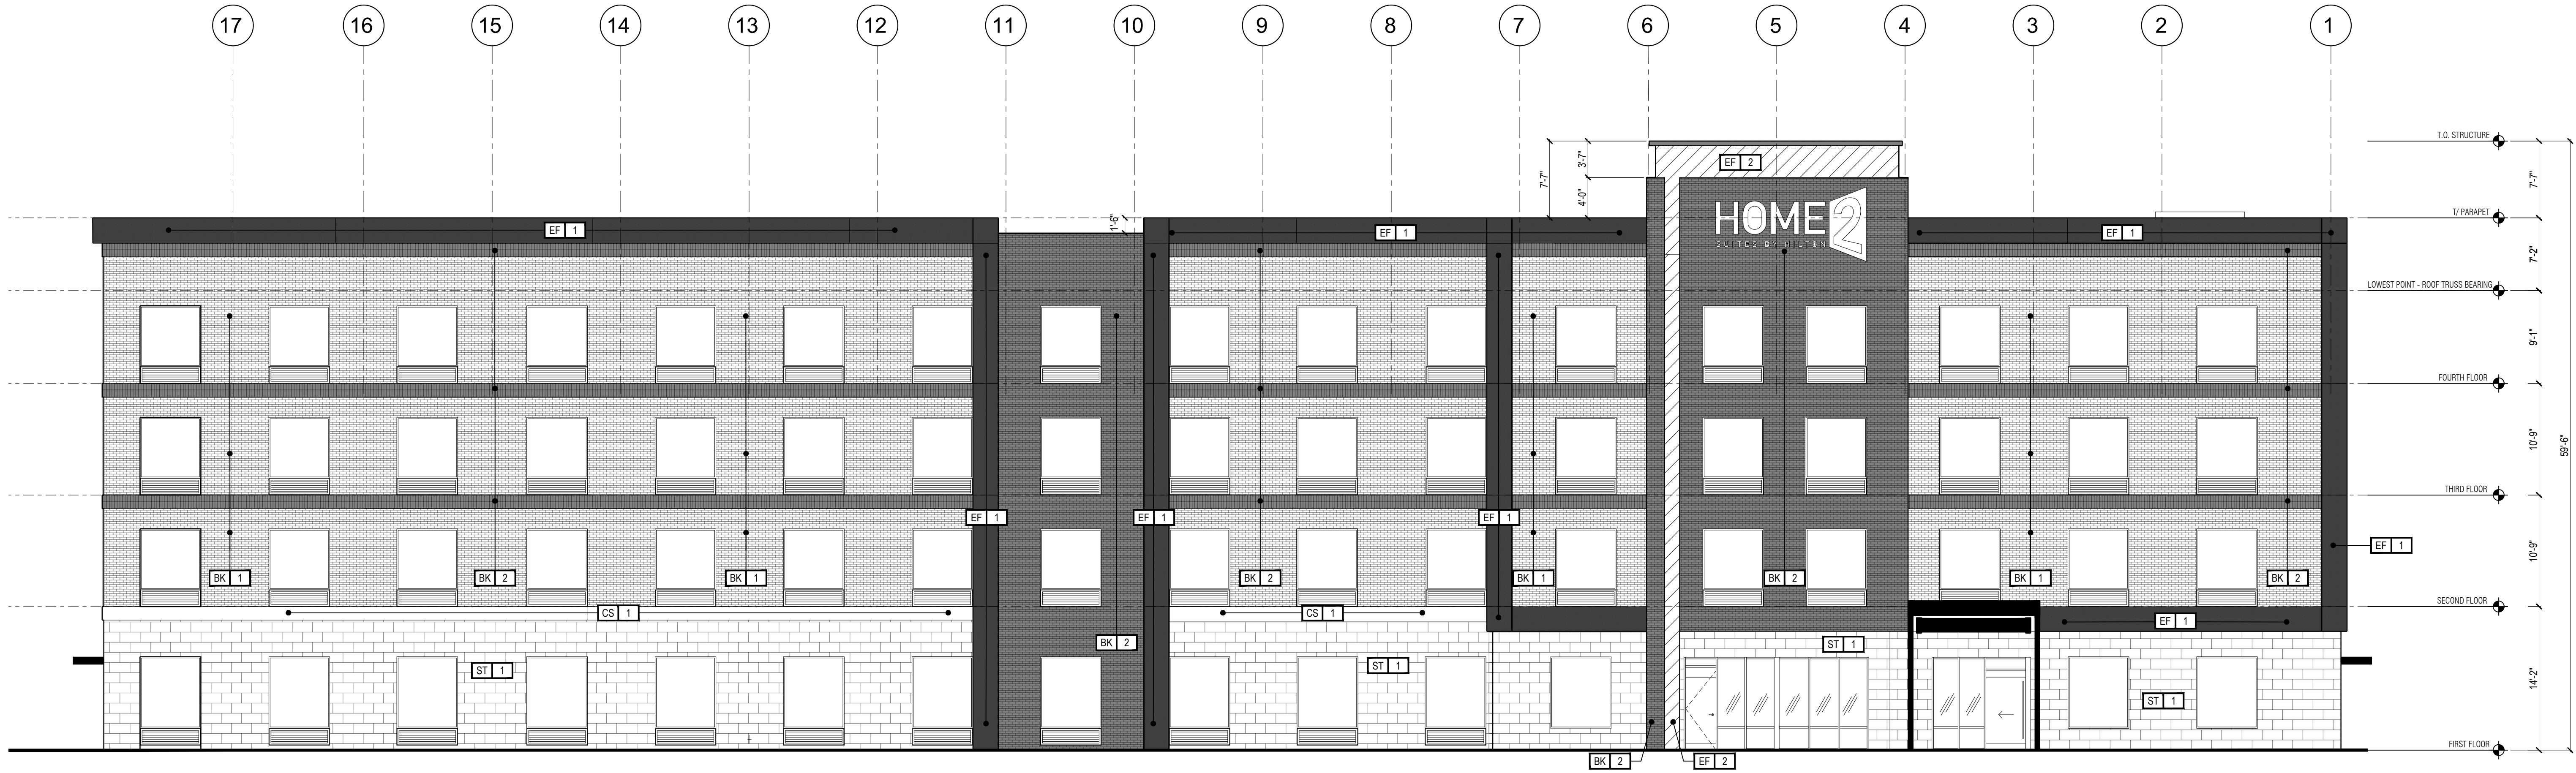 17 16 15 14 13 12 11 10 9 8 7 6 5 4 3 2 1
T.O. STRUCTURE
EF 2
3'-7"
7'-7"
4'-0"
7'-7"
HOME2
SUITES BY HILTON
T/ PARAPET
1'-6"
EF 1
EF 1
EF 1
7'-2"
LOWEST POINT - ROOF TRUSS BEARING
9'-1"
FOURTH FLOOR
10'-9"
59'-6"
THIRD FLOOR
EF 1
EF 1
EF 1
EF 1
10'-9"
BK 1
BK 2
BK 1
BK 2
BK 1
BK 2
BK 1
BK 2
SECOND FLOOR
CS 1
CS 1
EF 1
BK 2
ST 1
ST 1
ST 1
ST 1
14'-2"
FIRST FLOOR
BK 2
EF 2